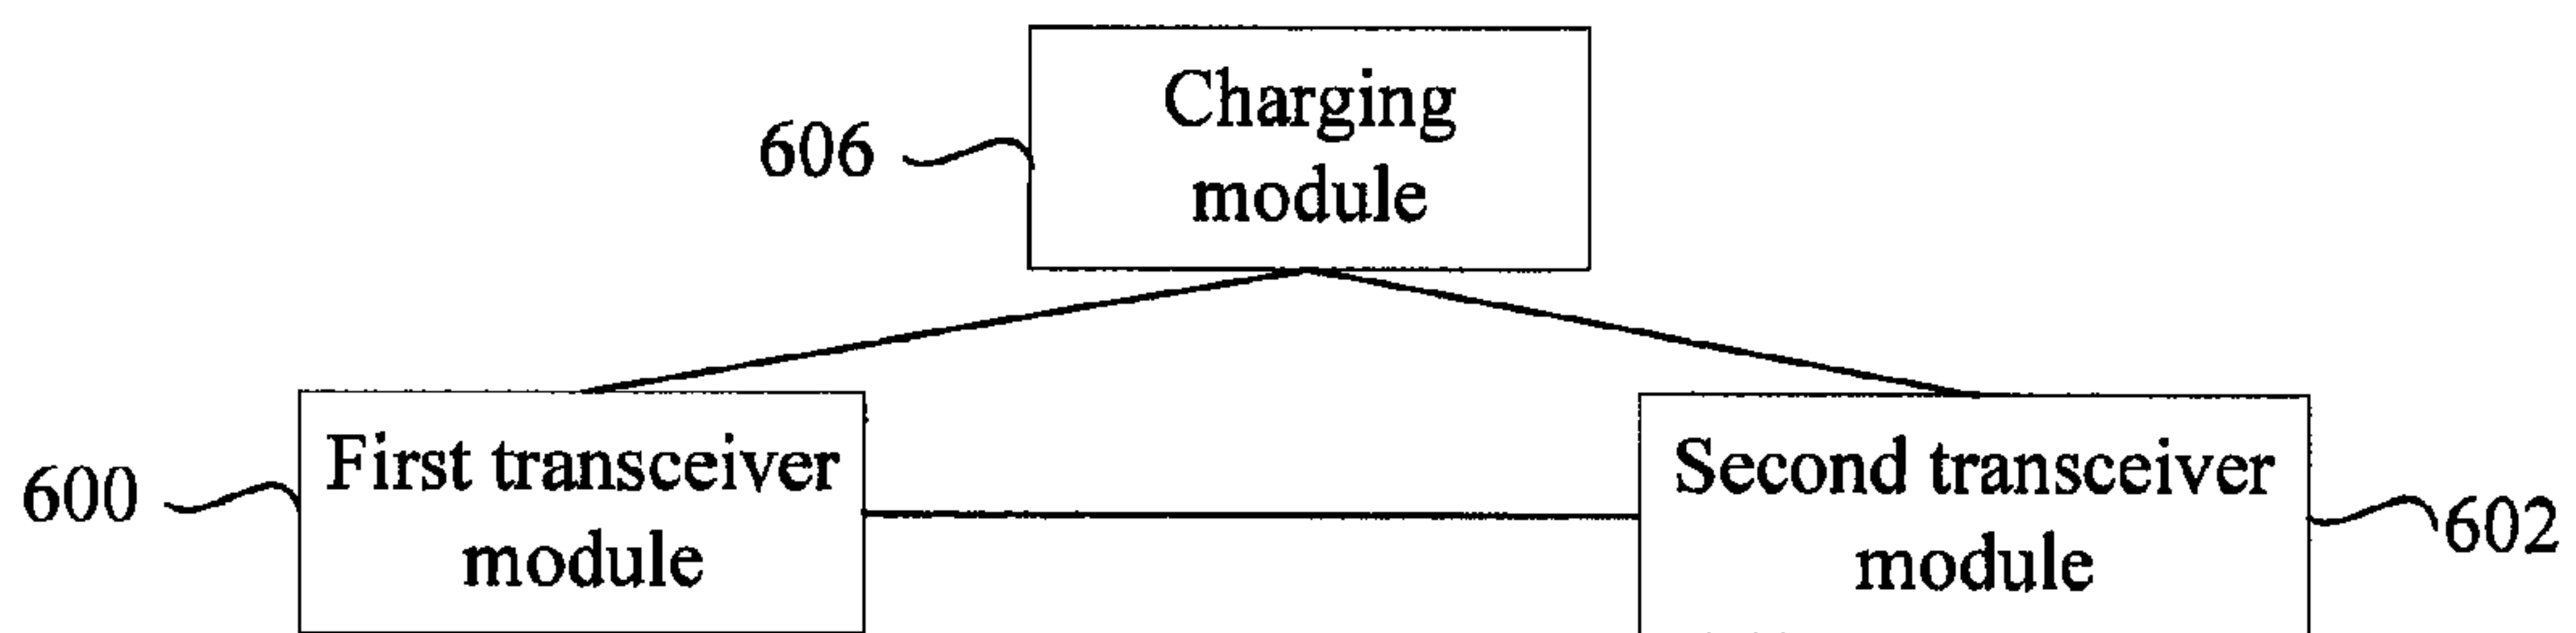 Charging
module
606
First transceiver
module
600
Second transceiver
module
602